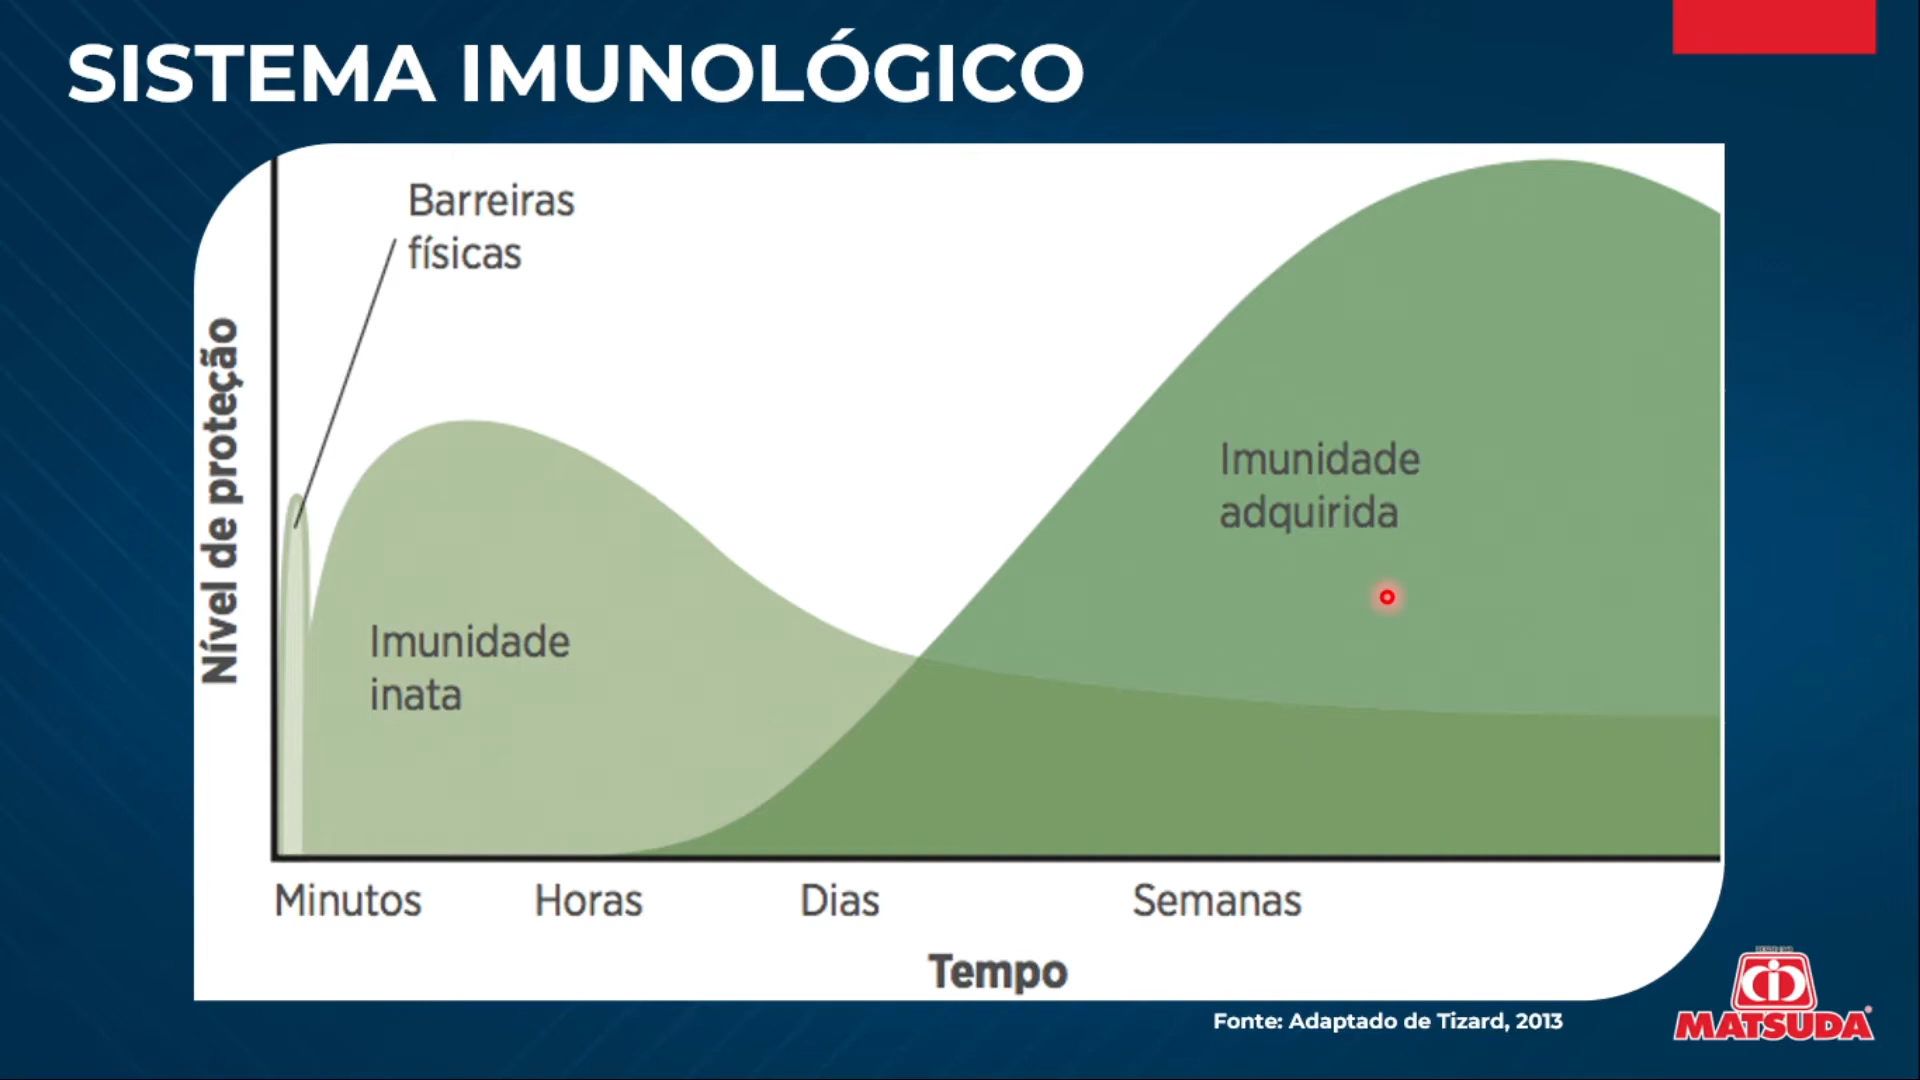 SISTEMA IMUNOLÓGICO
Barreiras
físicas
Nível de proteção
Imunidade
adquirida
Imunidade
inata
Minutos
Horas
Dias
Semanas
Tempo
Fonte: Adaptado de Tizard, 2013
MATSUDA